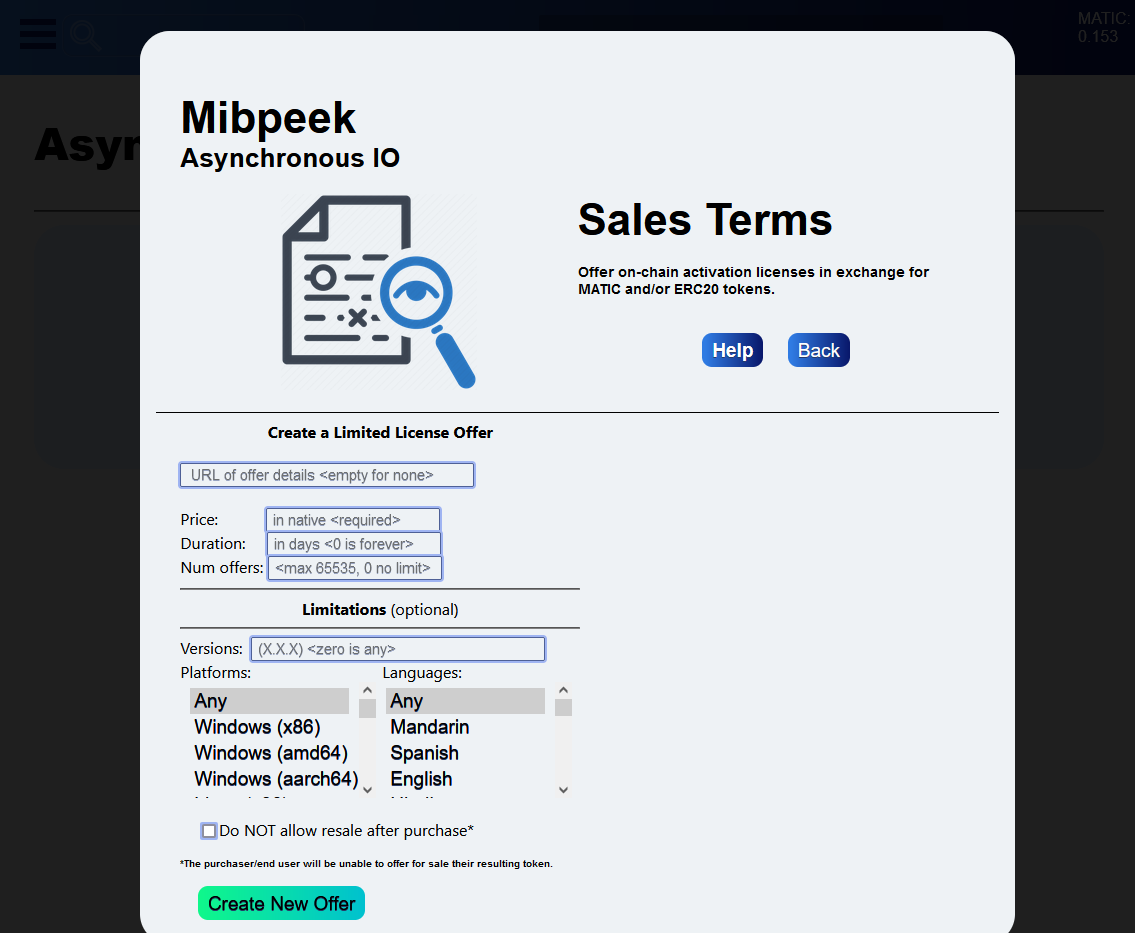 MATIC:
0.153
Mibpeek
Asynchronous IO
Sales Terms
Offer on-chain activation licenses in exchange for
MATIC and/or ERC20 tokens.
Help
Back
Create a Limited License Offer
URL of offer details <empty for none>
Price: in native <required>
Duration: in days <0 is forever>
Num offers: <max 65535, 0 no limit>
Limitations (optional)
Versions: (X.X.X) <zero is any>
Platforms: Languages:
Any Any
Windows (x86) Mandarin
Windows (amd64) Spanish
Windows (aarch64) English
Do NOT allow resale after purchase*
*The purchaser/end user will be unable to offer for sale their resulting token.
Create New Offer